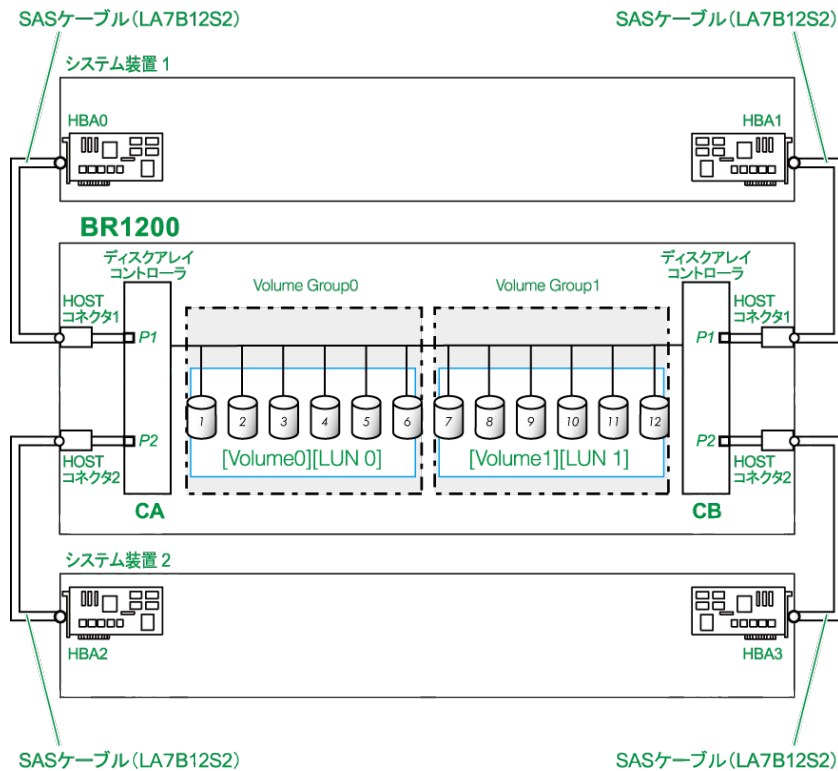 SASケーブル(LA7B12S2)
SASケーブル(LA7B12S2)
システム装置 1
HBA0
HBA1
BR1200
ディスクアレイ
コントローラ
Volume Group0
Volume Group1
ディスクアレイ
コントローラ
HOST
コネクタ1
P1
P1
HOST
コネクタ1
1
2
3
4
5
6
7
8
9
10
11
12
HOST
コネクタ2
P2
[Volume0][LUN 0]
[Volume1][LUN 1]
P2
HOST
コネクタ2
CA
CB
システム装置 2
HBA2
HBA3
SASケーブル(LA7B12S2)
SASケーブル(LA7B12S2)